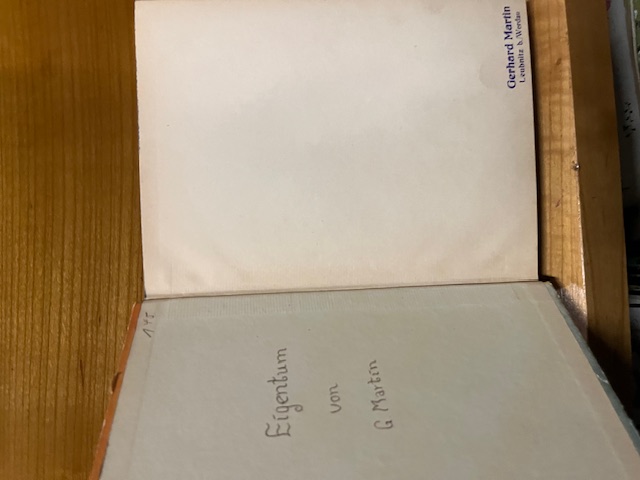 Eigentum
von
G Martin
Gerhard Martin
Leubnitz b./Werdau